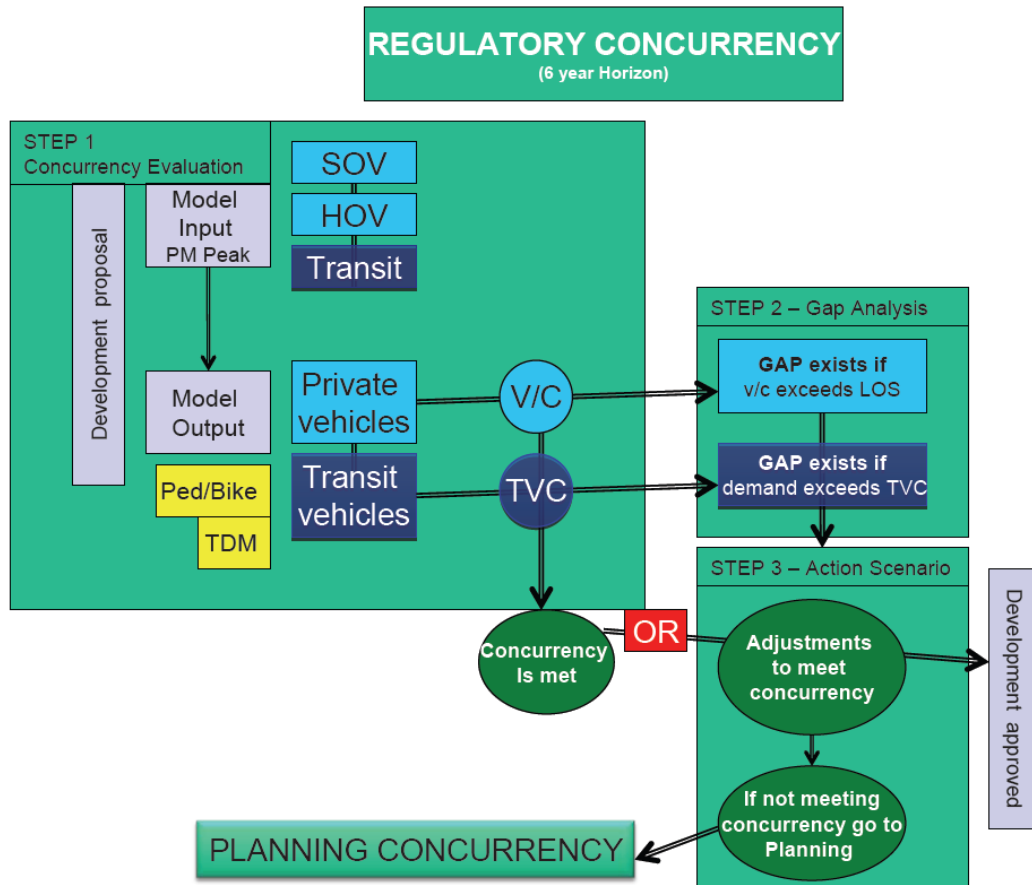 REGULATORY CONCURRENCY
(6 year Horizon)
STEP 1
Concurrency Evaluation
Development proposal
Model
Input
PM Peak
SOV
HOV
Transit
Model
Output
Ped/Bike
TDM
Private
vehicles
Transit
vehicles
V/C
TVC
STEP 2 – Gap Analysis
GAP exists if
v/c exceeds LOS
GAP exists if
demand exceeds TVC
Concurrency
Is met
OR
STEP 3 – Action Scenario
Adjustments
to meet
concurrency
Development approved
If not meeting
concurrency go to
Planning
PLANNING CONCURRENCY